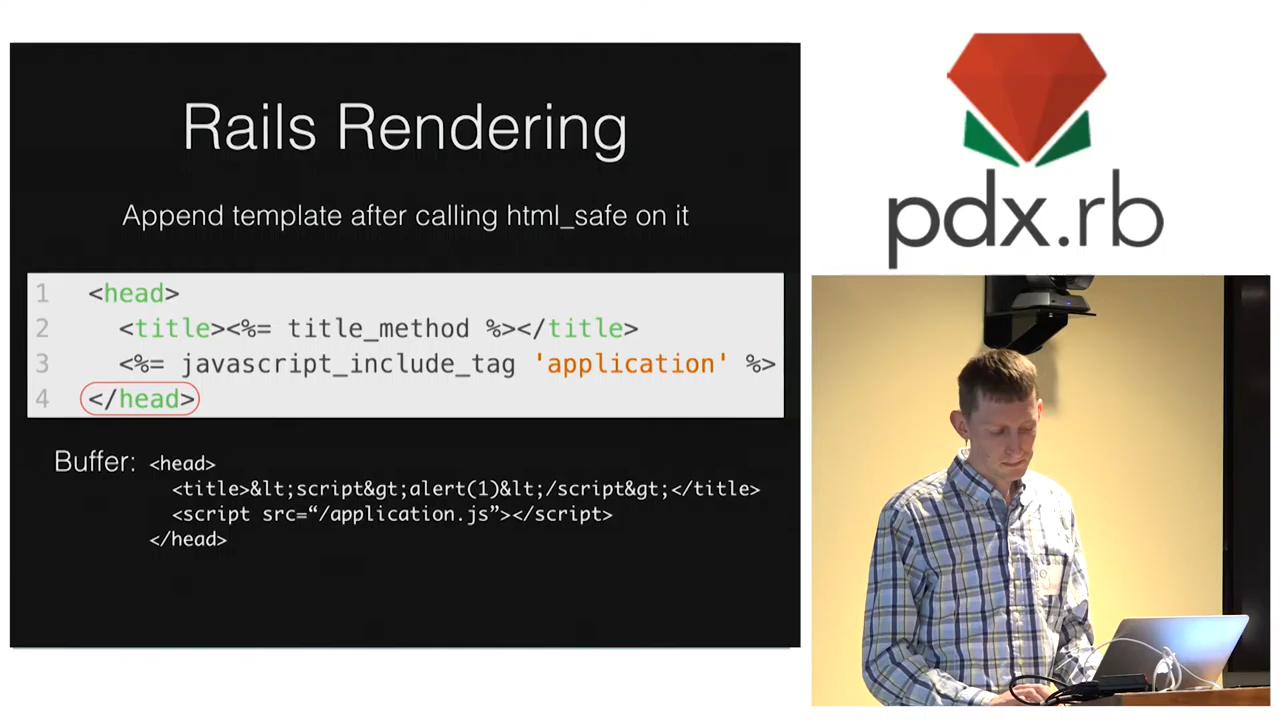 Rails Rendering
Append template after calling html_safe on it
1 <head>
2 <title><%= title_method %></title>
3 <%= javascript_include_tag 'application' %>
4 </head>
Buffer: <head>
<title>&lt;script&gt;alert(1)&lt;/script&gt;</title>
<script src=“/application.js”></script>
</head>
pdx.rb